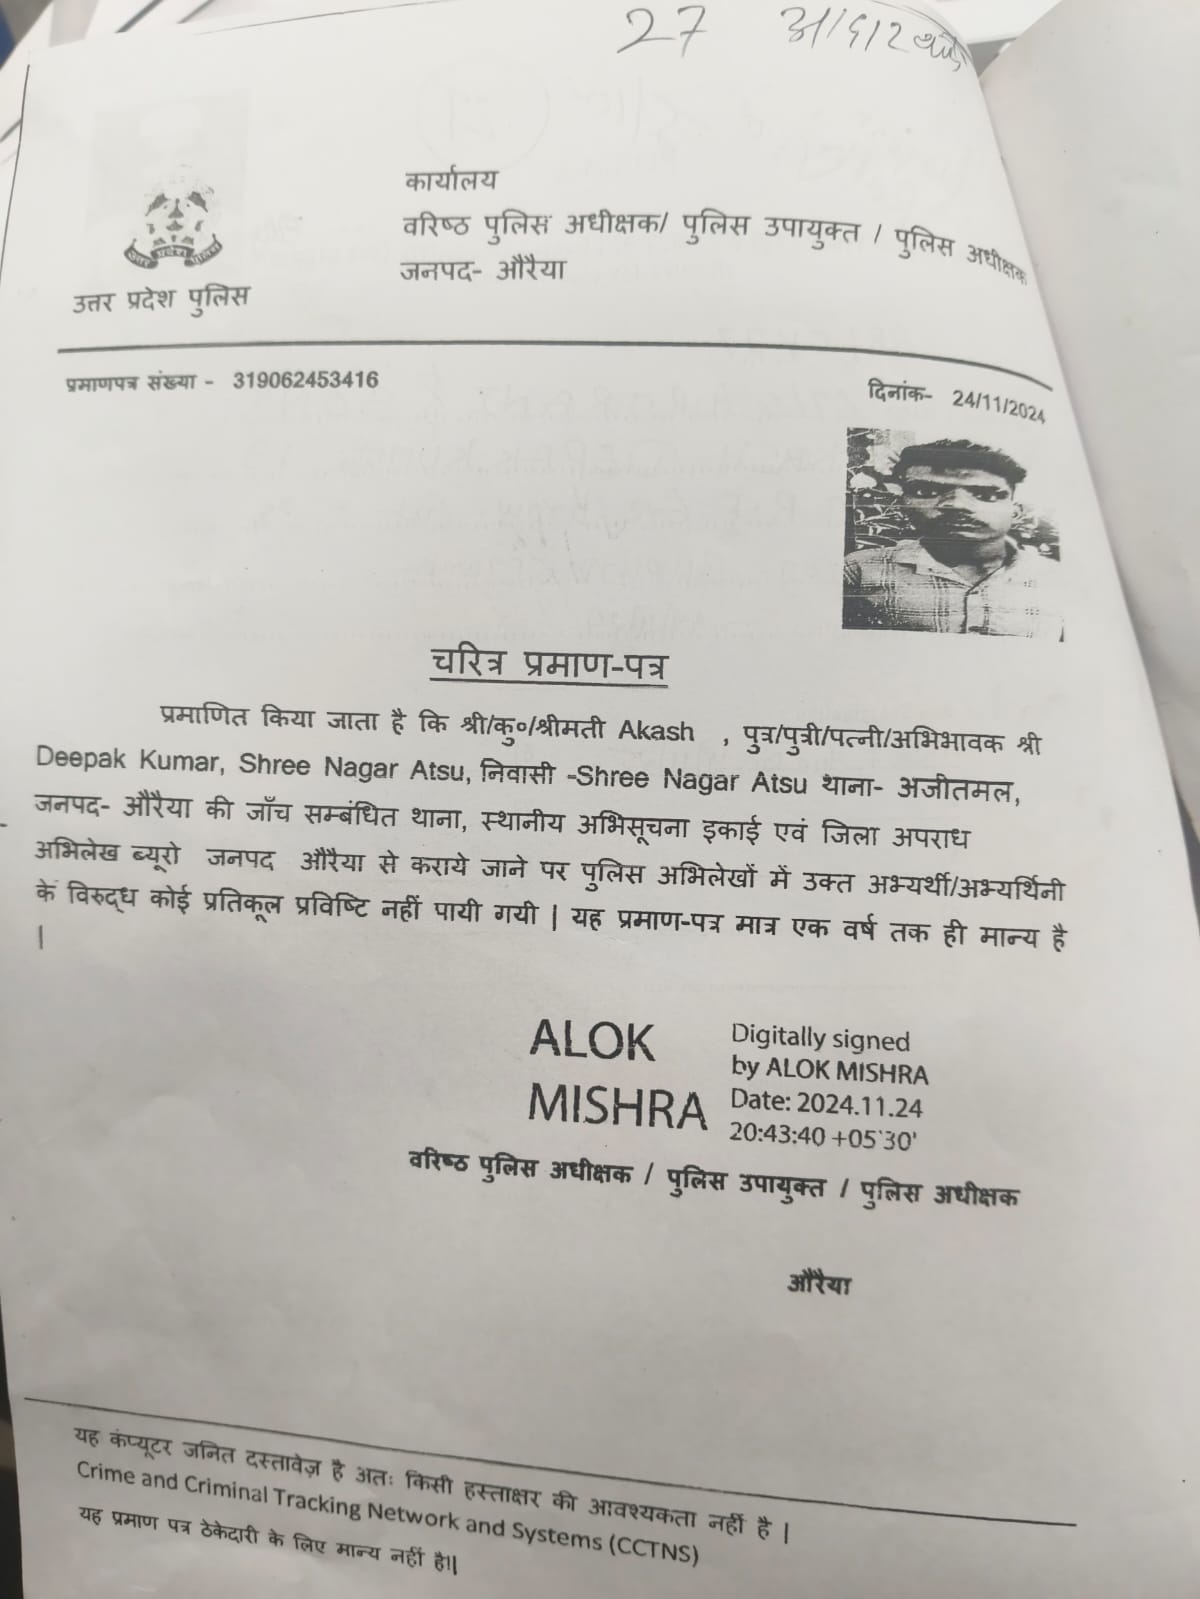 27
उत्तर प्रदेश पुलिस
कार्यालय
वरिष्ठ पुलिस अधीक्षक/ पुलिस उपायुक्त / पुलिस अधीक्षक
जनपद- औरैया
प्रमाणपत्र संख्या - 319062453416
दिनांक- 24/11/2024
चरित्र प्रमाण-पत्र
प्रमाणित किया जाता है कि श्री/कु०/श्रीमती Akash , पुत्र/पुत्री/पत्नी/अभिभावक श्री
Deepak Kumar, Shree Nagar Atsu, निवासी -Shree Nagar Atsu थाना- अजीतमल,
जनपद- औरैया की जाँच सम्बंधित थाना, स्थानीय अभिसूचना इकाई एवं जिला अपराध
अभिलेख ब्यूरो जनपद औरैया से कराये जाने पर पुलिस अभिलेखों में उक्त अभ्यर्थी/अभ्यर्थिनी
के विरुद्ध कोई प्रतिकूल प्रविष्टि नहीं पायी गयी | यह प्रमाण-पत्र मात्र एक वर्ष तक ही मान्य है
|
ALOK
MISHRA
Digitally signed
by ALOK MISHRA
Date: 2024.11.24
20:43:40 +05'30'
वरिष्ठ पुलिस अधीक्षक / पुलिस उपायुक्त / पुलिस अधीक्षक
औरैया
यह कंप्यूटर जनित दस्तावेज़ है अतः किसी हस्ताक्षर की आवश्यकता नहीं है |
Crime and Criminal Tracking Network and Systems (CCTNS)
यह प्रमाण पत्र ठेकेदारी के लिए मान्य नहीं है।|